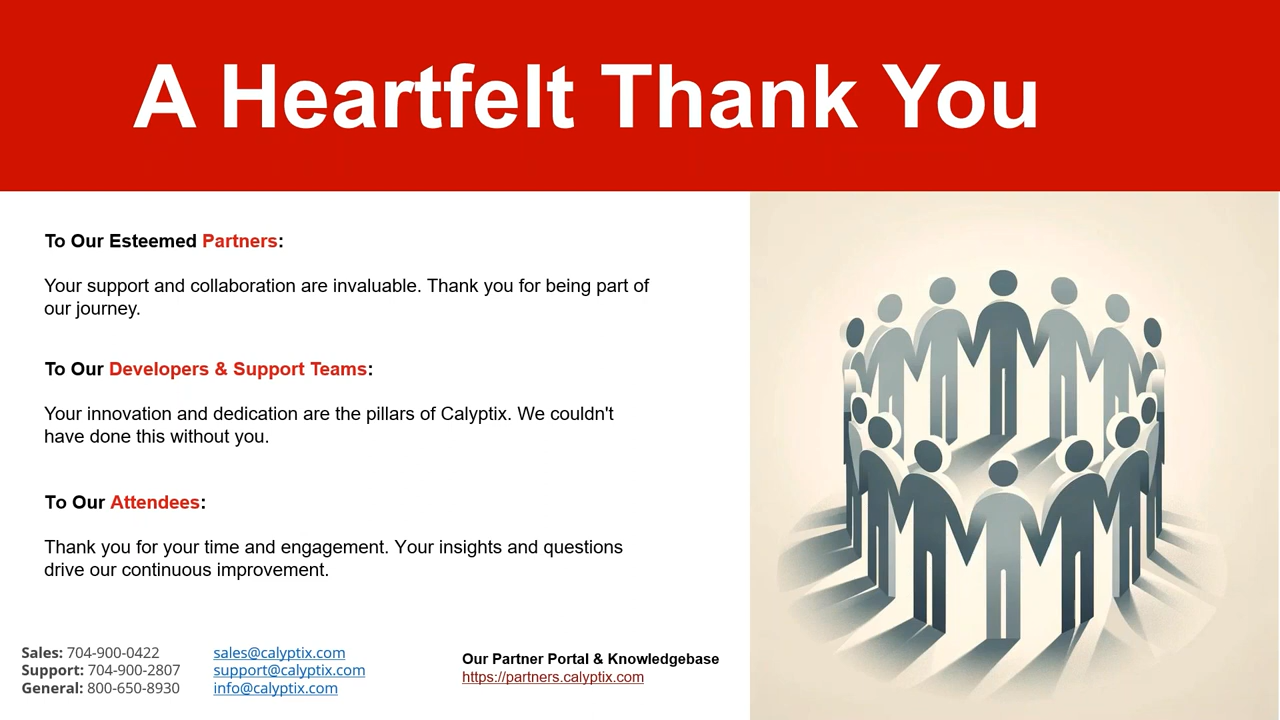 A Heartfelt Thank You
To Our Esteemed Partners:
Your support and collaboration are invaluable. Thank you for being part of
our journey.
To Our Developers & Support Teams:
Your innovation and dedication are the pillars of Calyptix. We couldn't
have done this without you.
To Our Attendees:
Thank you for your time and engagement. Your insights and questions
drive our continuous improvement.
Sales: 704-900-0422
Support: 704-900-2807
General: 800-650-8930
sales@calyptix.com
support@calyptix.com
info@calyptix.com
Our Partner Portal & Knowledgebase
https://partners.calyptix.com